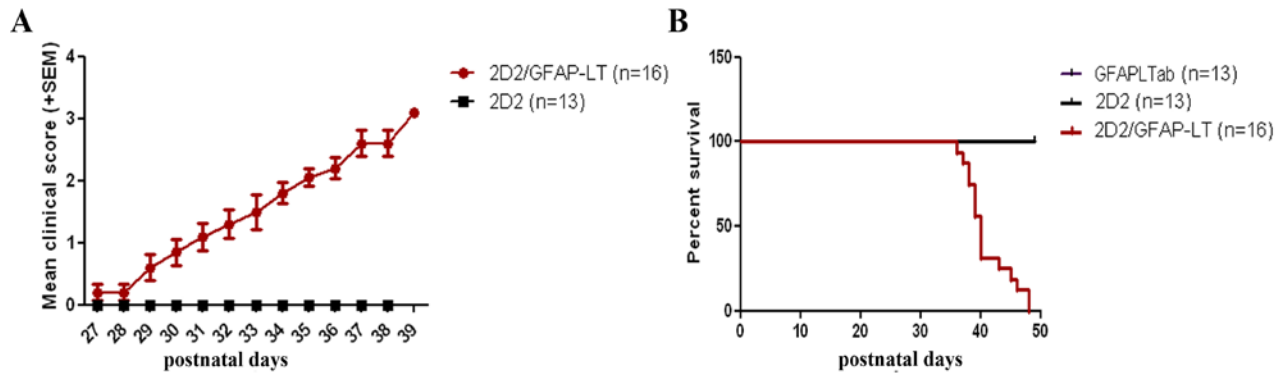 A
Mean clinical score (+SEM)
4
3
2
1
0
27 28 29 30 31 32 33 34 35 36 37 38 39
postnatal days
2D2/GFAP-LT (n=16)
2D2 (n=13)
B
Percent survival
150
100
50
0
0 10 20 30 40 50
postnatal days
GFAPLTab (n=13)
2D2 (n=13)
2D2/GFAP-LT (n=16)